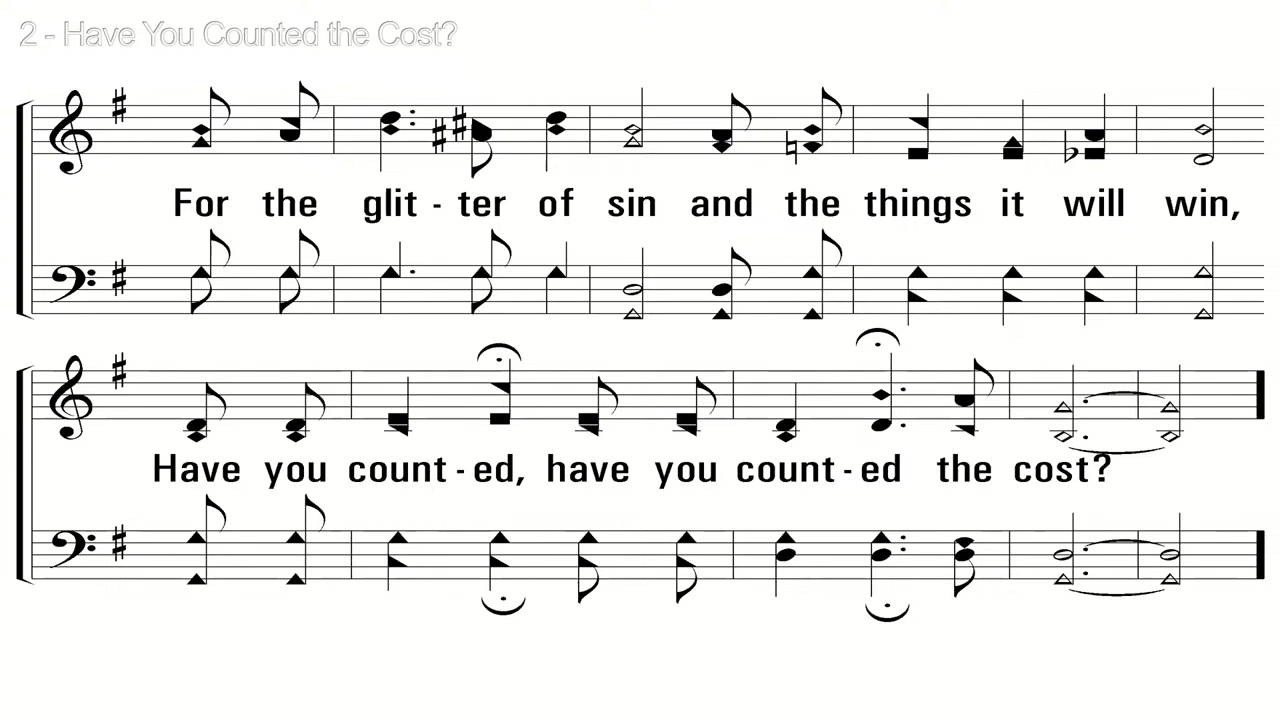 2 - Have You Counted the Cost?
For the glit - ter of sin and the things it will win,
Have you count - ed, have you count - ed the cost?